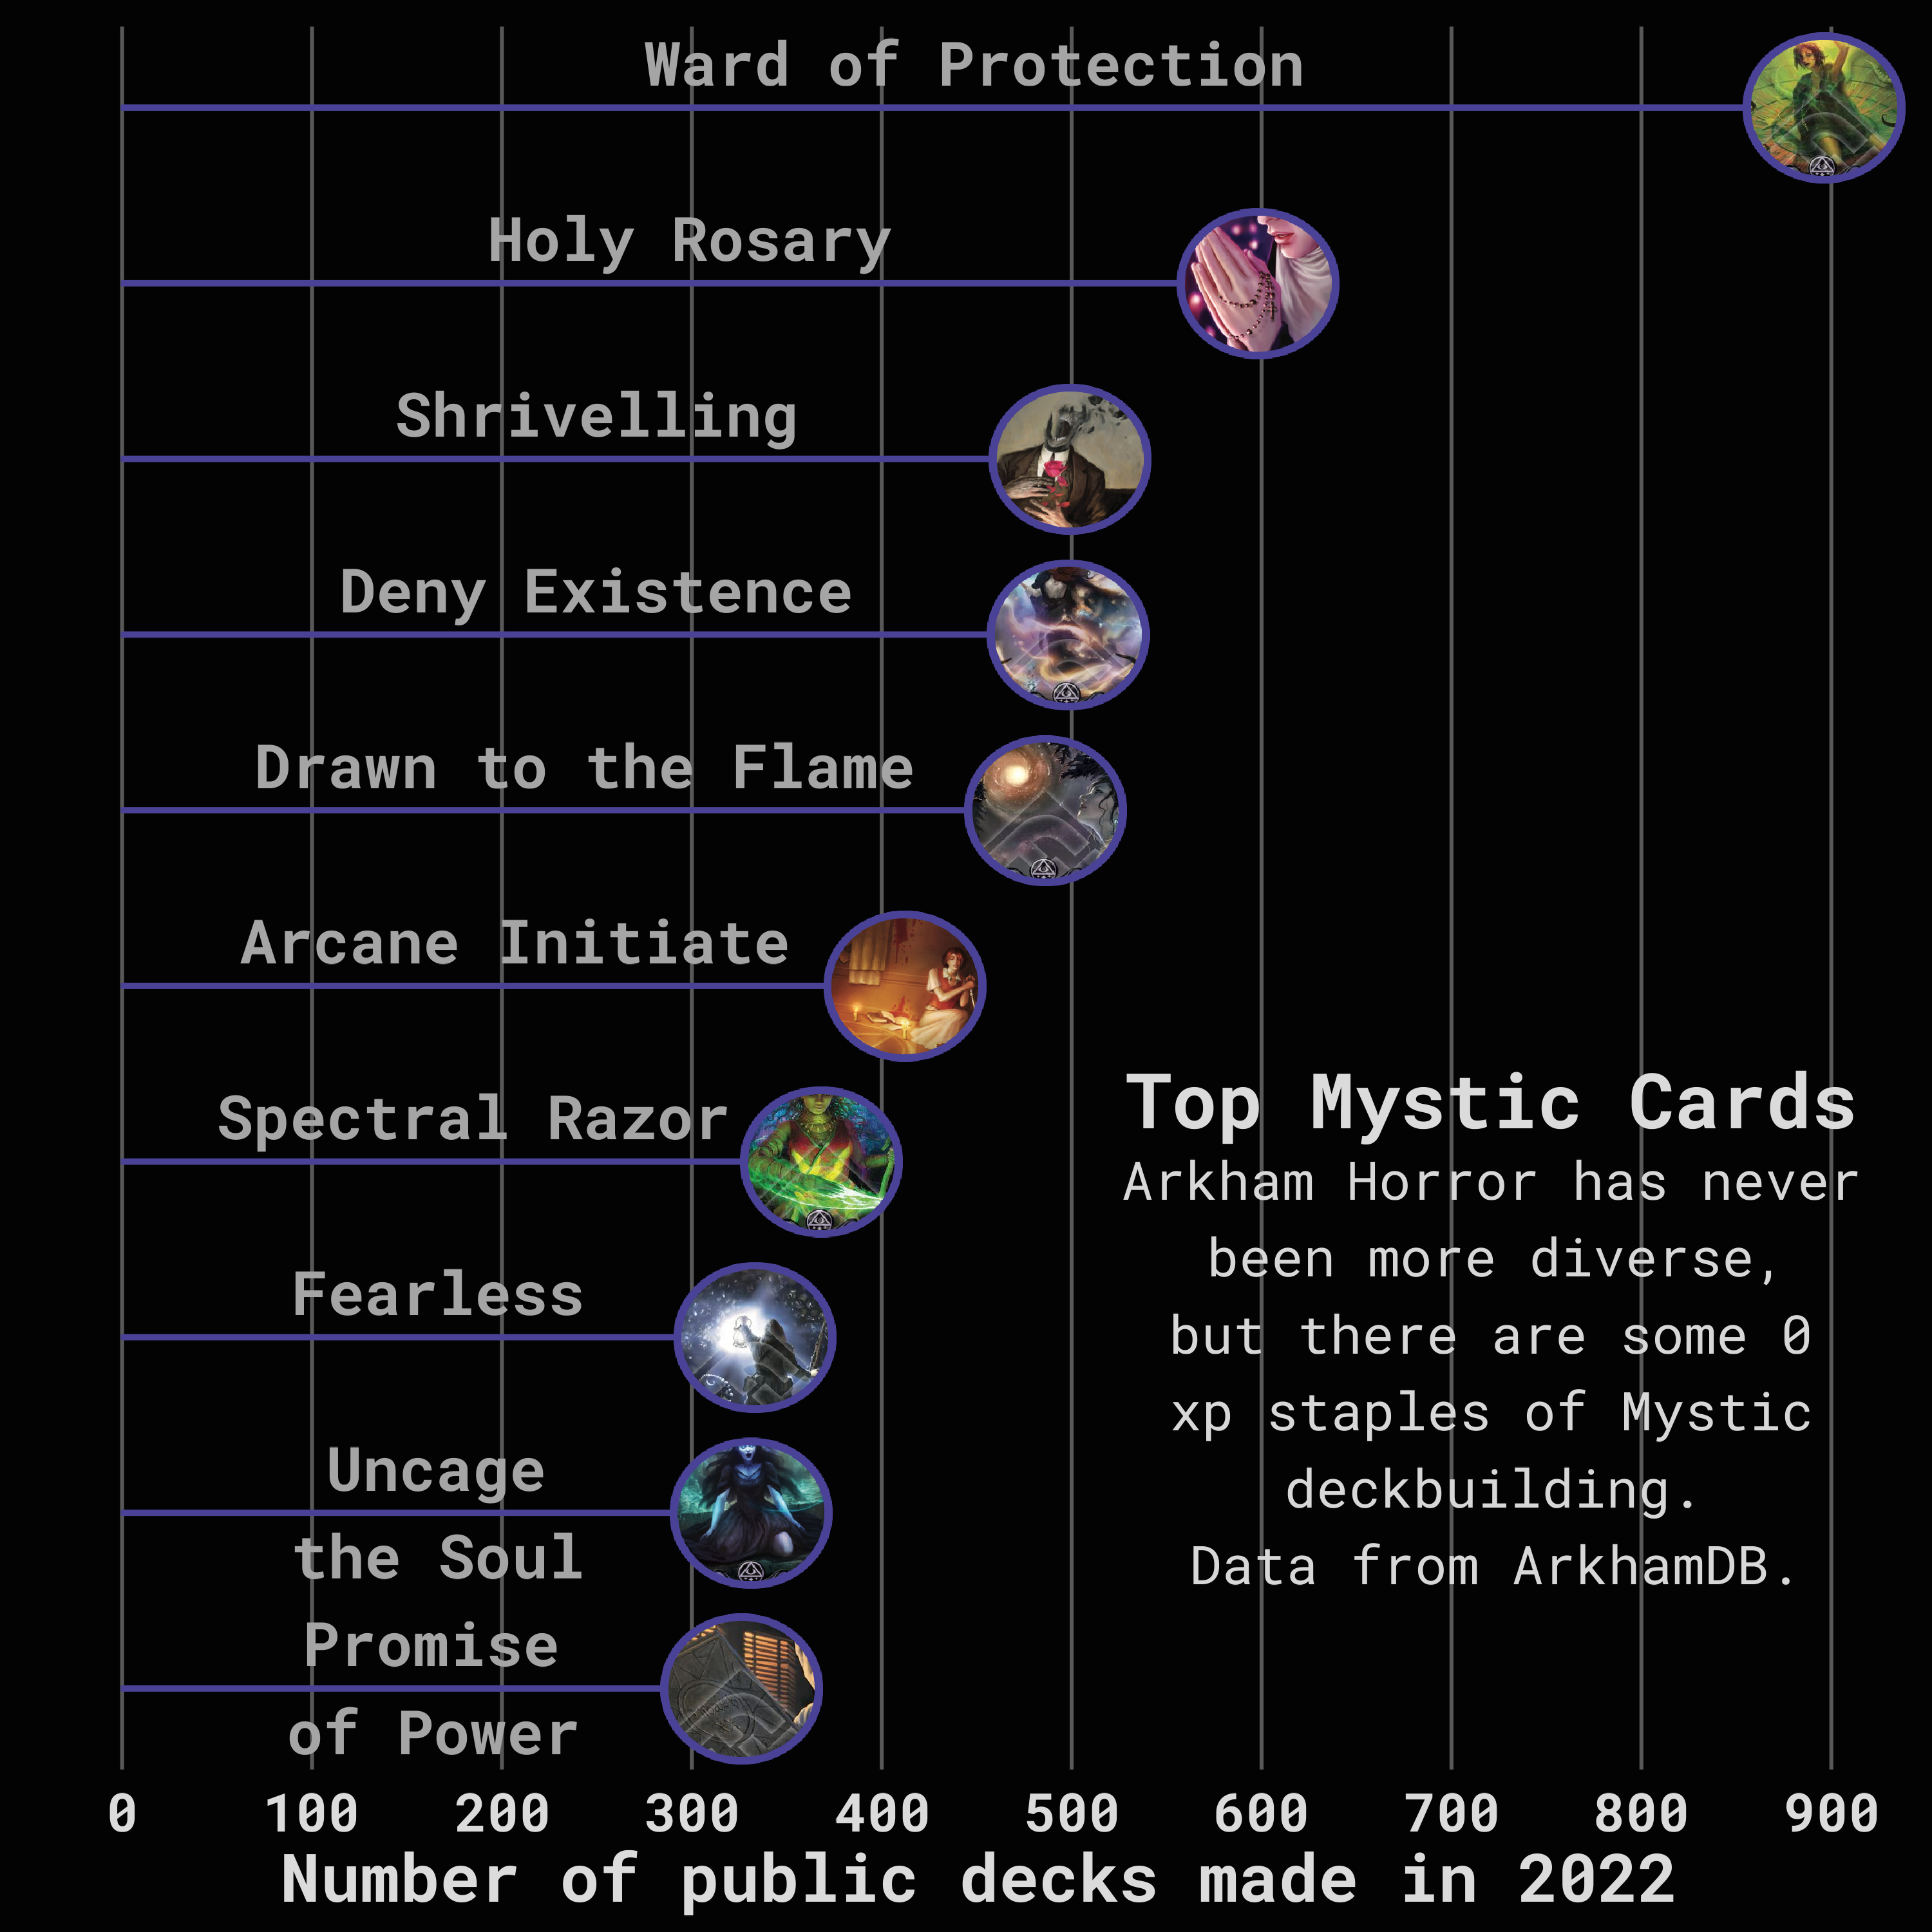 Ward of Protection
Holy Rosary
Shrivelling
Deny Existence
Drawn to the Flame
Arcane Initiate
Spectral Razor
Fearless
Uncage
the Soul
Promise
of Power
Top Mystic Cards
Arkham Horror has never
been more diverse,
but there are some 0
xp staples of Mystic
deckbuilding.
Data from ArkhamDB.
0 100 200 300 400 500 600 700 800 900
Number of public decks made in 2022